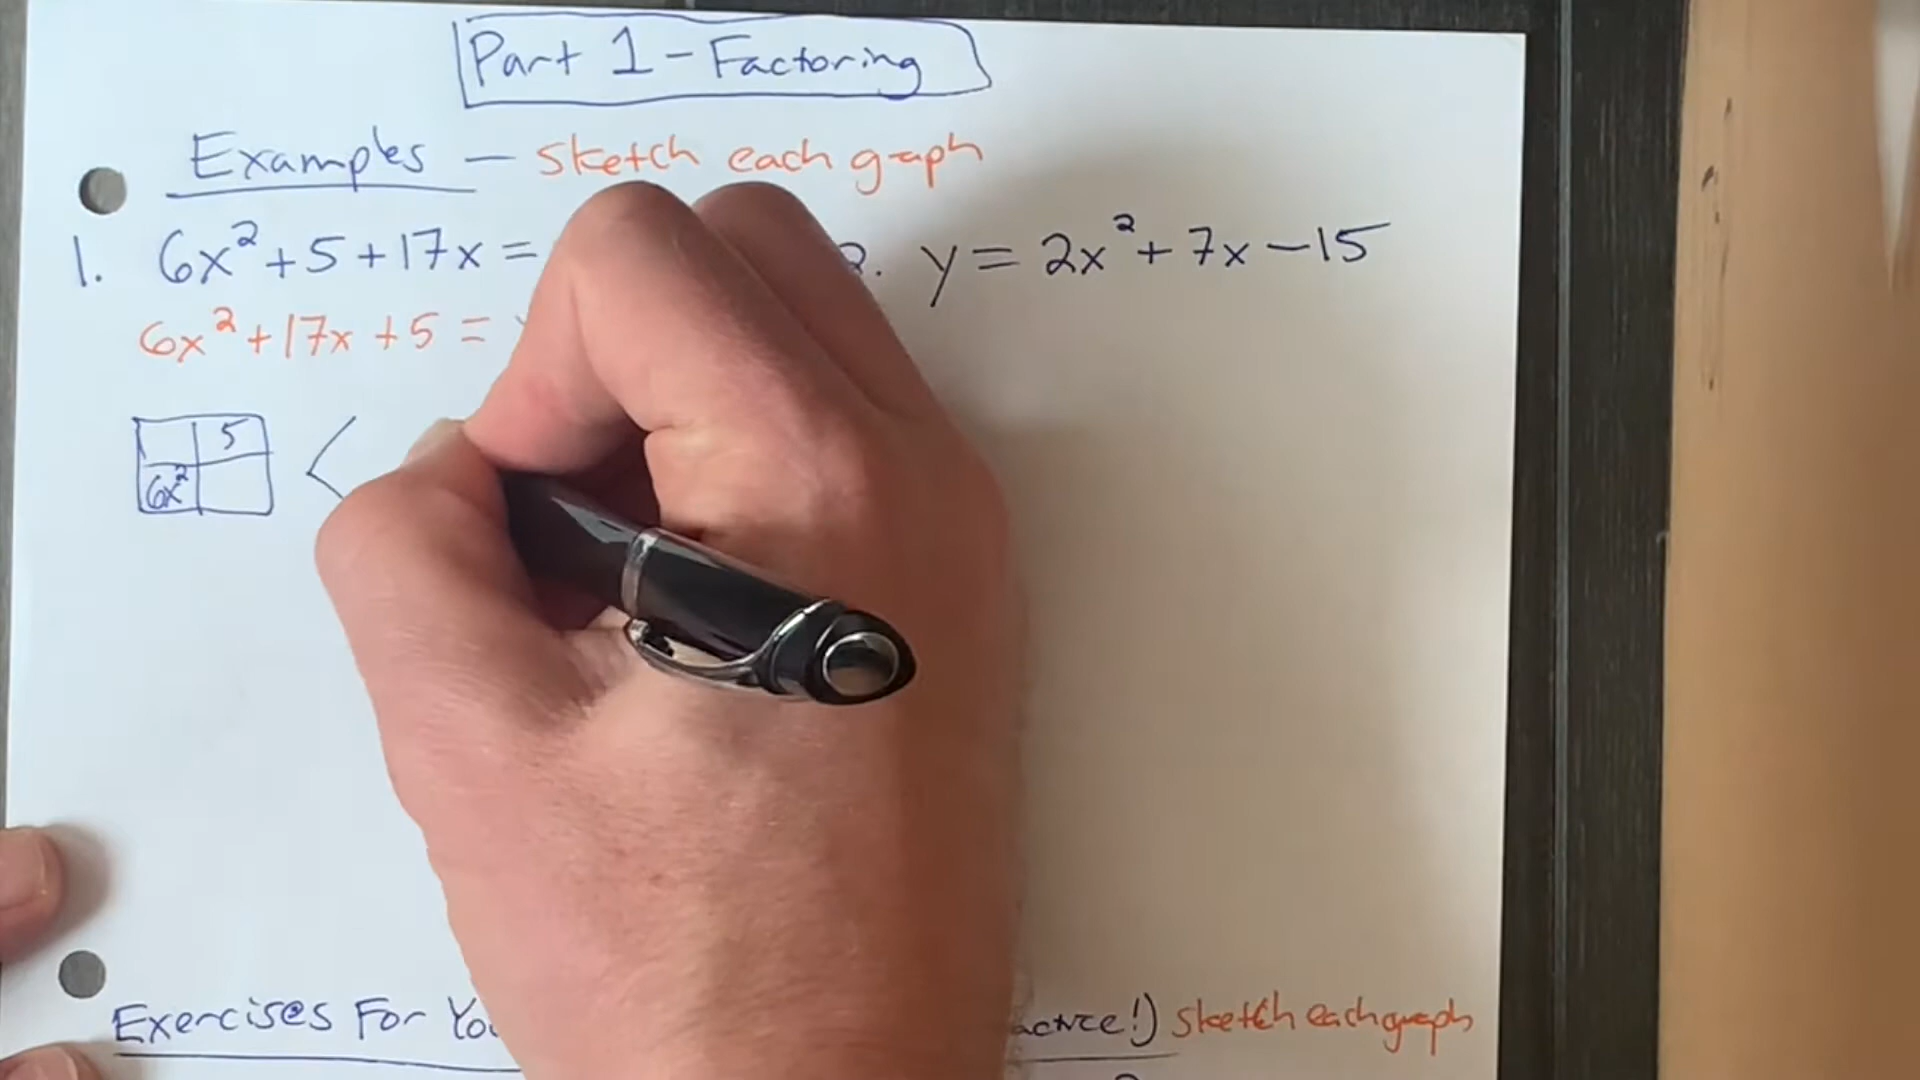 Part 1 - Factoring
Examples — sketch each graph
1. 6x² + 5 + 17x =
2. y = 2x² + 7x - 15
6x² + 17x + 5 =
5
6x²
Exercises For
sketch each graph